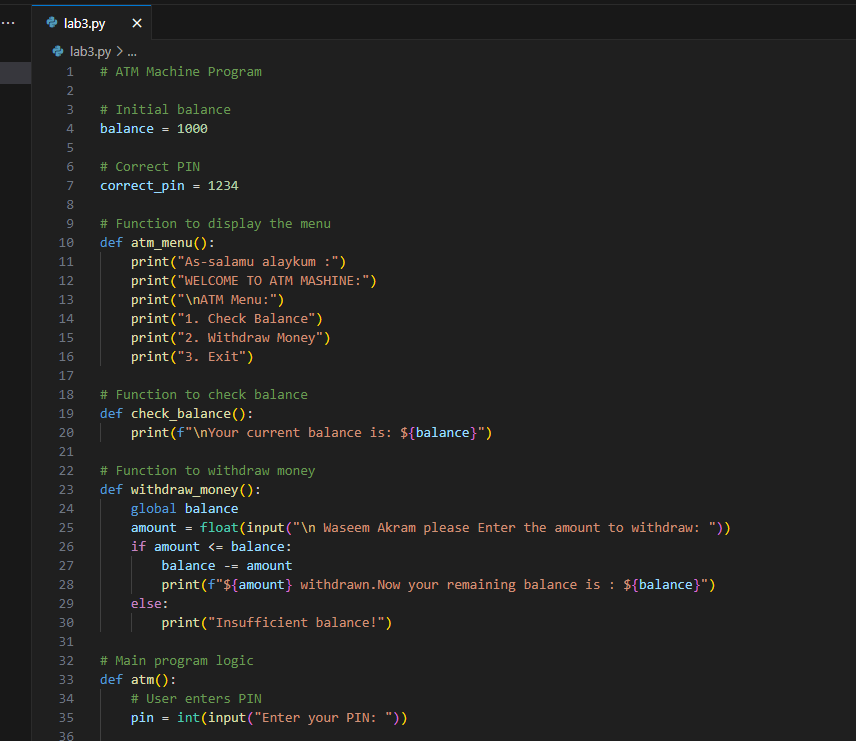 ... lab3.py ×
lab3.py > ...
1 # ATM Machine Program
2
3 # Initial balance
4 balance = 1000
5
6 # Correct PIN
7 correct_pin = 1234
8
9 # Function to display the menu
10 def atm_menu():
11     print("As-salamu alaykum :")
12     print("WELCOME TO ATM MASHINE:")
13     print("\nATM Menu:")
14     print("1. Check Balance")
15     print("2. Withdraw Money")
16     print("3. Exit")
17
18 # Function to check balance
19 def check_balance():
20     print(f"\nYour current balance is: ${balance}")
21
22 # Function to withdraw money
23 def withdraw_money():
24     global balance
25     amount = float(input("\n Waseem Akram please Enter the amount to withdraw: "))
26     if amount <= balance:
27         balance -= amount
28         print(f"${amount} withdrawn.Now your remaining balance is : ${balance}")
29     else:
30         print("Insufficient balance!")
31
32 # Main program logic
33 def atm():
34     # User enters PIN
35     pin = int(input("Enter your PIN: "))
36